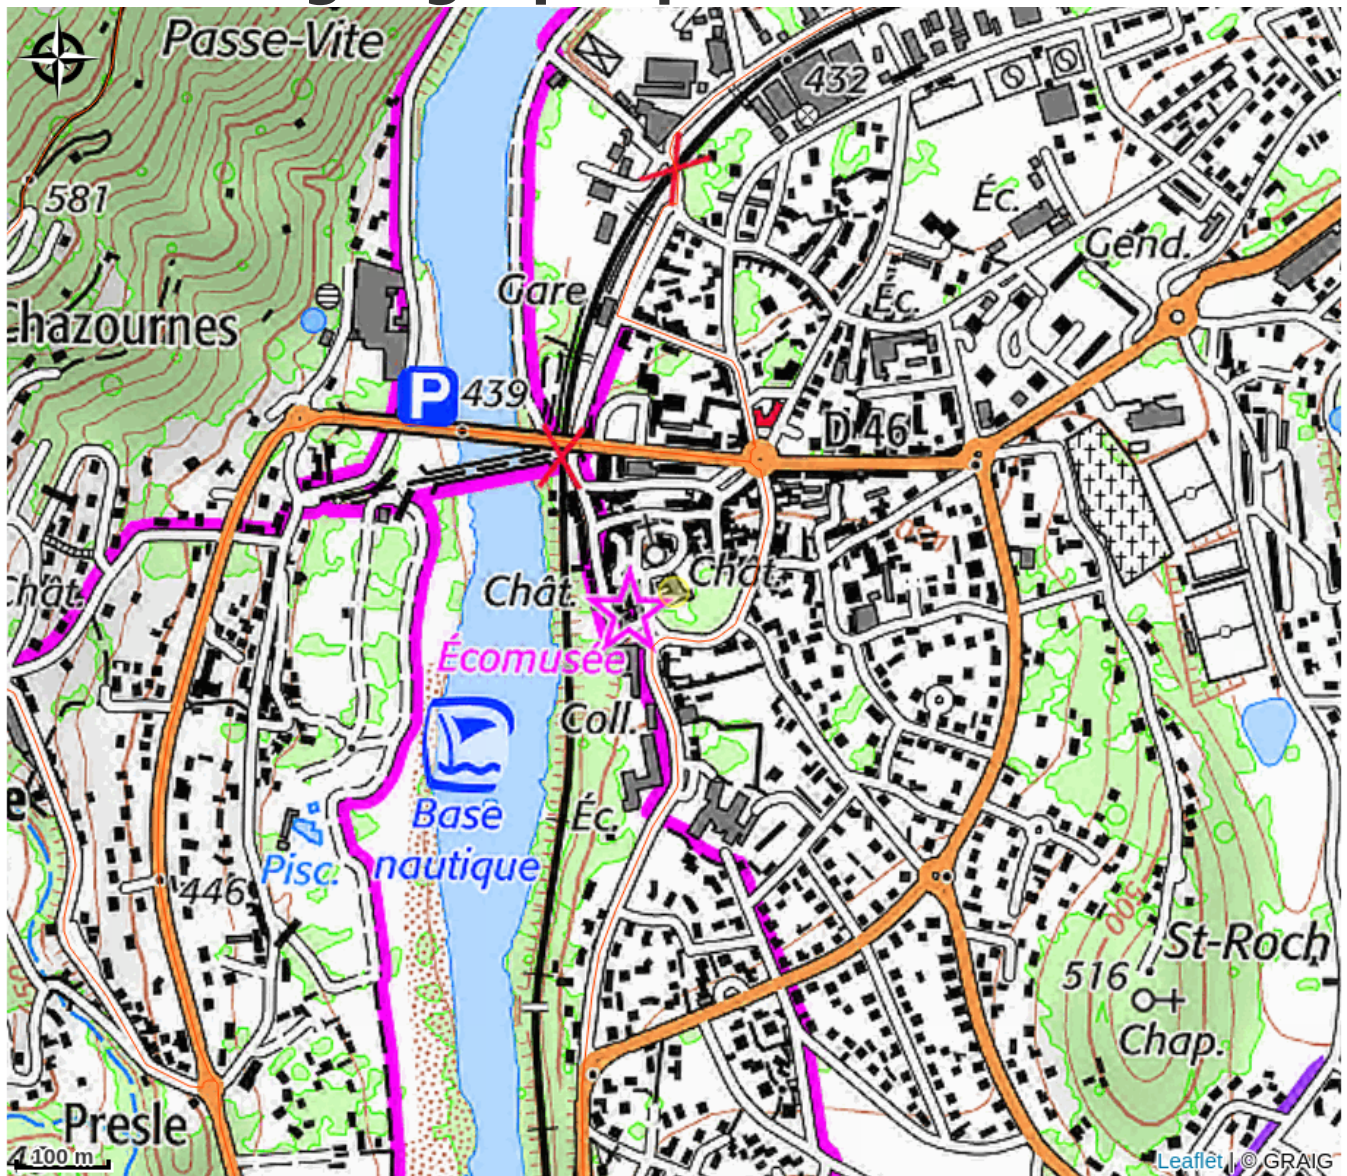 Passe-Vite
432
581
Éc.
Gend.
Gare
Éc.
Chazournes
P
439
D 46
Chât.
Chât.
Chât.
Écomusée
Coll.
Base
nautique
Éc.
Pisc.
446
500
St-Roch
516
Chap.
Presle
100 m
Leaflet | © GRAIG